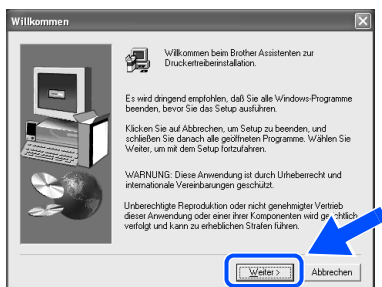 Willkommen
Willkommen beim Brother Assistenten zur
Druckertreiberinstallation.
Es wird dringend empfohlen, daß Sie alle Windows-Programme
beenden, bevor Sie das Setup ausführen.
Klicken Sie auf Abbrechen, um Setup zu beenden, und
schließen Sie danach alle geöffneten Programme. Wählen Sie
Weiter, um mit dem Setup fortzufahren.
WARNUNG: Diese Anwendung ist durch Urheberrecht und
internationale Vereinbarungen geschützt.
Unberechtigte Reproduktion oder nicht genehmigter Vertrieb
dieser Anwendung oder einer ihrer Komponenten wird gerichtlich
verfolgt und kann zu erheblichen Strafen führen.
Weiter > Abbrechen